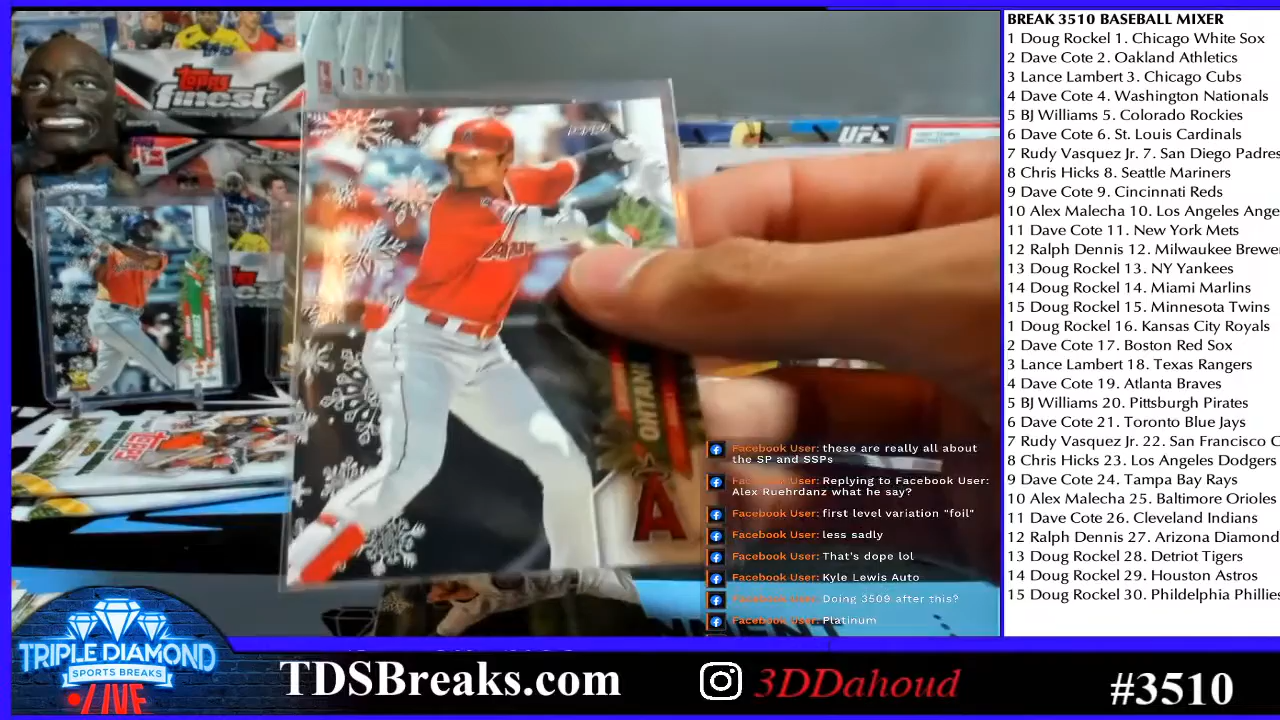 BREAK 3510 BASEBALL MIXER
1 Doug Rockel 1. Chicago White Sox
2 Dave Cote 2. Oakland Athletics
3 Lance Lambert 3. Chicago Cubs
4 Dave Cote 4. Washington Nationals
5 BJ Williams 5. Colorado Rockies
6 Dave Cote 6. St. Louis Cardinals
7 Rudy Vasquez Jr. 7. San Diego Padres
8 Chris Hicks 8. Seattle Mariners
9 Dave Cote 9. Cincinnati Reds
10 Alex Malecha 10. Los Angeles Ange
11 Dave Cote 11. New York Mets
12 Ralph Dennis 12. Milwaukee Brewe
13 Doug Rockel 13. NY Yankees
14 Doug Rockel 14. Miami Marlins
15 Doug Rockel 15. Minnesota Twins
1 Doug Rockel 16. Kansas City Royals
2 Dave Cote 17. Boston Red Sox
3 Lance Lambert 18. Texas Rangers
4 Dave Cote 19. Atlanta Braves
5 BJ Williams 20. Pittsburgh Pirates
6 Dave Cote 21. Toronto Blue Jays
7 Rudy Vasquez Jr. 22. San Francisco
8 Chris Hicks 23. Los Angeles Dodgers
9 Dave Cote 24. Tampa Bay Rays
10 Alex Malecha 25. Baltimore Orioles
11 Dave Cote 26. Cleveland Indians
12 Ralph Dennis 27. Arizona Diamond
13 Doug Rockel 28. Detriot Tigers
14 Doug Rockel 29. Houston Astros
15 Doug Rockel 30. Phildelphia Phillies
Topps
finest
UFC
OHTANI
A
Topps
Facebook User: these are really all about
the SP and SSPs
Facebook User: Replying to Facebook User:
Alex Ruehrdanz what he say?
Facebook User: first level variation "foil"
Facebook User: less sadly
Facebook User: That's dope lol
Facebook User: Kyle Lewis Auto
Facebook User: Doing 3509 after this?
Facebook User: Platinum
TRIPLE DIAMOND
SPORTS BREAKS
LIVE
TDSBreaks.com
3DDahoud
#3510